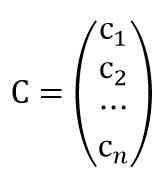 C = (
c₁
c₂
⋯
cₙ
)